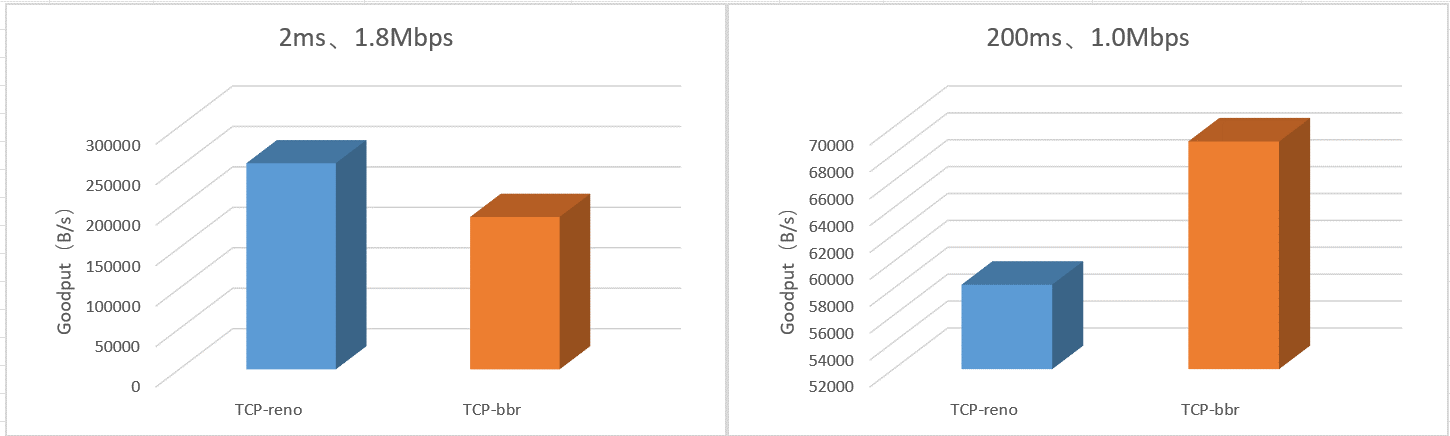 2ms、1.8Mbps
Goodput（B/s）
300000
250000
200000
150000
100000
50000
0
TCP-reno
TCP-bbr
200ms、1.0Mbps
Goodput（B/s）
70000
68000
66000
64000
62000
60000
58000
56000
54000
52000
TCP-reno
TCP-bbr